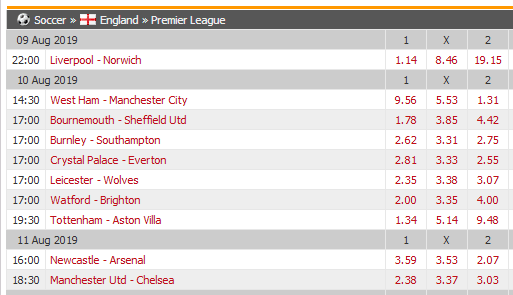 Soccer » England » Premier League
09 Aug 2019 1 X 2
22:00 Liverpool - Norwich 1.14 8.46 19.15
10 Aug 2019 1 X 2
14:30 West Ham - Manchester City 9.56 5.53 1.31
17:00 Bournemouth - Sheffield Utd 1.78 3.85 4.42
17:00 Burnley - Southampton 2.62 3.31 2.75
17:00 Crystal Palace - Everton 2.81 3.33 2.55
17:00 Leicester - Wolves 2.35 3.38 3.07
17:00 Watford - Brighton 2.00 3.35 4.00
19:30 Tottenham - Aston Villa 1.34 5.14 9.48
11 Aug 2019 1 X 2
16:00 Newcastle - Arsenal 3.59 3.53 2.07
18:30 Manchester Utd - Chelsea 2.38 3.37 3.03